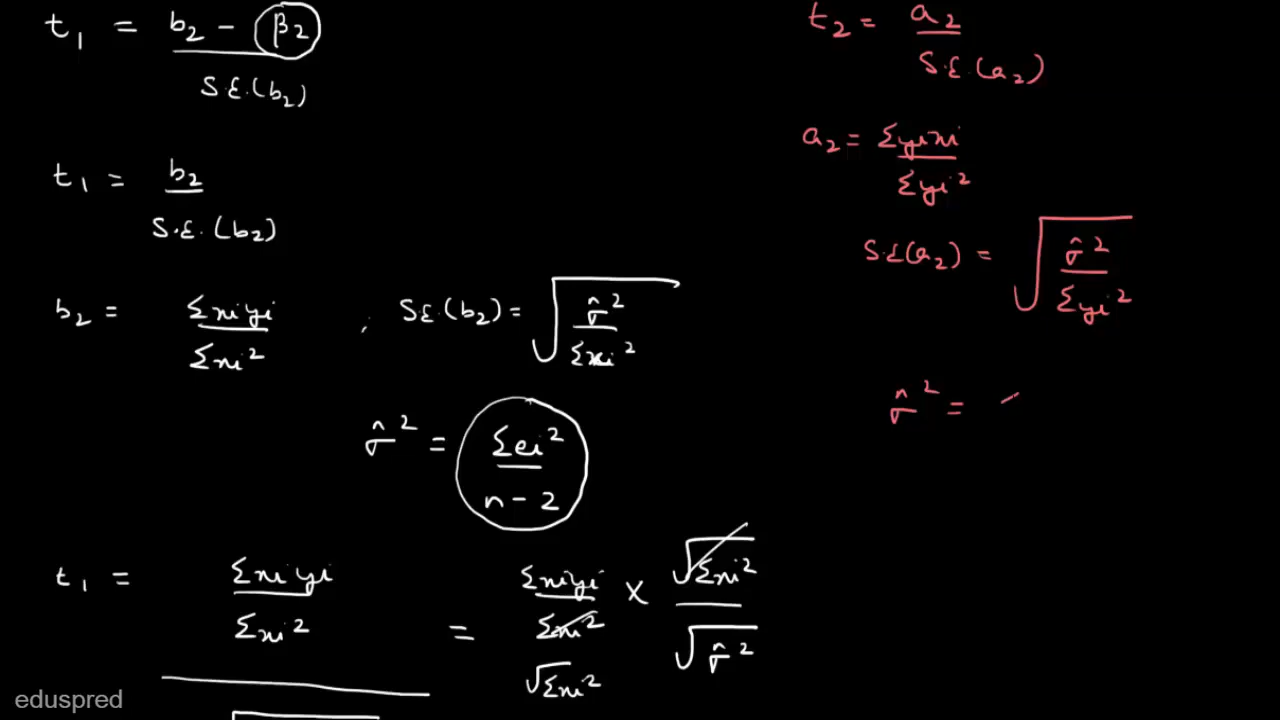 t₁ = (b₂ - β₂) / S.E.(b₂)
t₁ = b₂ / S.E.(b₂)
b₂ = Σxiyi / Σxi² , S.E.(b₂) = √(σ̂² / Σxi²)
σ̂² = Σei² / (n - 2)
t₁ = (Σxiyi / Σxi²) / √ = (Σxiyi / Σxi²) × (√Σxi² / √σ̂²)
√Σxi²
t₂ = a₂ / S.E.(a₂)
a₂ = Σyixi / Σyi²
S.E(a₂) = √(σ̂² / Σyi²)
σ̂² =
eduspred